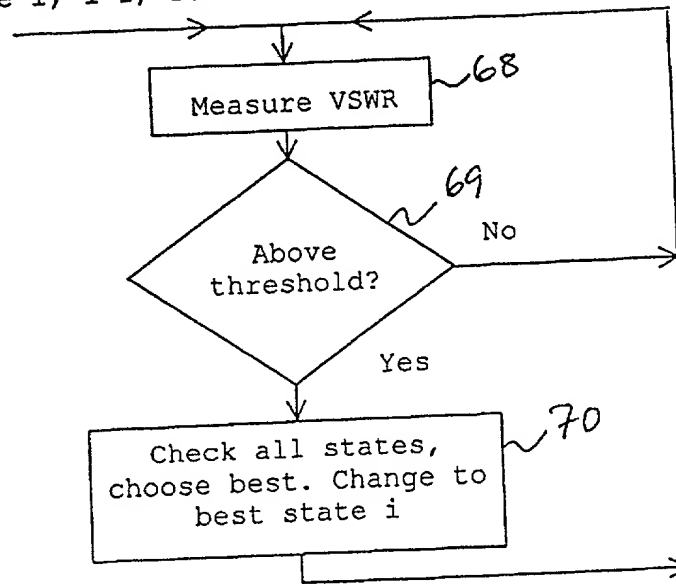 68
Measure VSWR
69
No
Above
threshold?
Yes
70
Check all states,
choose best. Change to
best state i